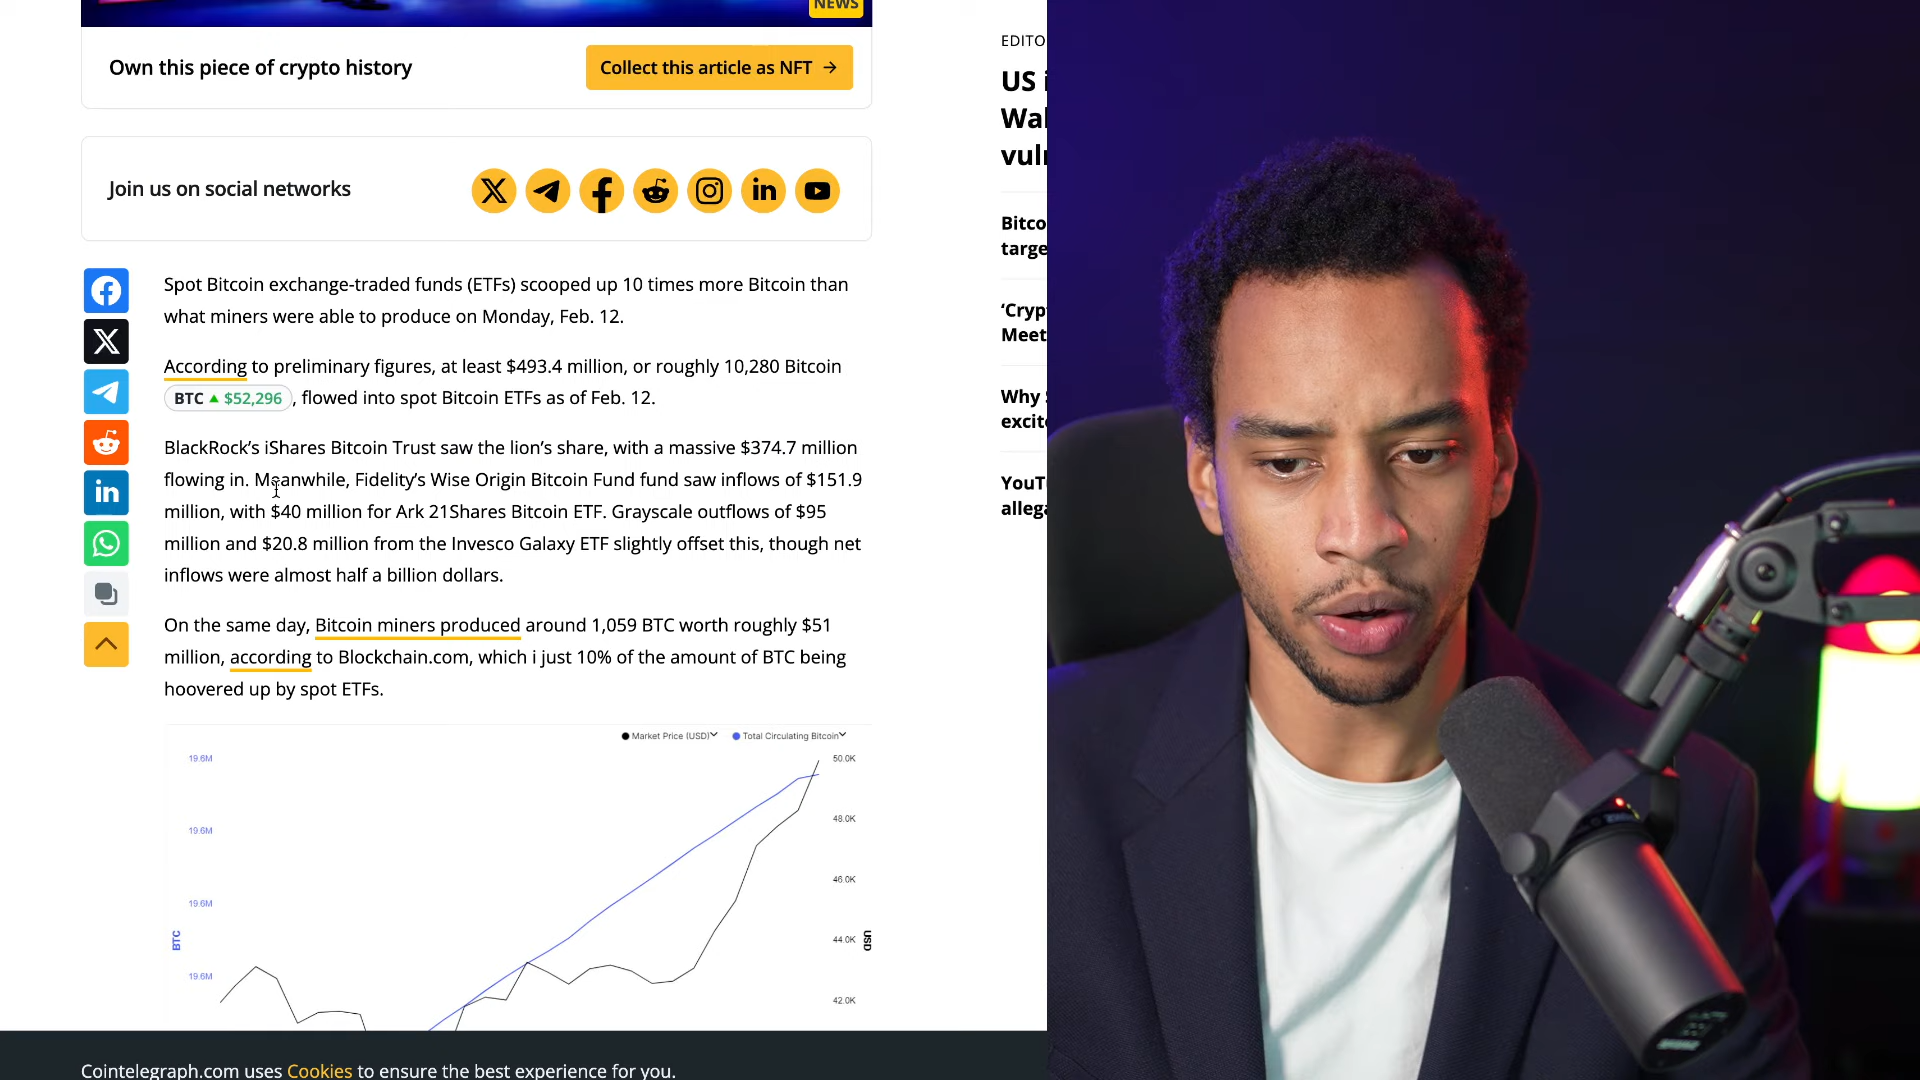 NEWS
Own this piece of crypto history
Collect this article as NFT →
Join us on social networks
Spot Bitcoin exchange-traded funds (ETFs) scooped up 10 times more Bitcoin than
what miners were able to produce on Monday, Feb. 12.
According to preliminary figures, at least $493.4 million, or roughly 10,280 Bitcoin
BTC ▲ $52,296 , flowed into spot Bitcoin ETFs as of Feb. 12.
BlackRock’s iShares Bitcoin Trust saw the lion’s share, with a massive $374.7 million
flowing in. Meanwhile, Fidelity’s Wise Origin Bitcoin Fund fund saw inflows of $151.9
million, with $40 million for Ark 21Shares Bitcoin ETF. Grayscale outflows of $95
million and $20.8 million from the Invesco Galaxy ETF slightly offset this, though net
inflows were almost half a billion dollars.
On the same day, Bitcoin miners produced around 1,059 BTC worth roughly $51
million, according to Blockchain.com, which i just 10% of the amount of BTC being
hoovered up by spot ETFs.
Market Price (USD) Total Circulating Bitcoin
19.6M
19.6M
19.6M
19.6M
BTC
50.0K
48.0K
46.0K
44.0K
42.0K
USD
Cointelegraph.com uses Cookies to ensure the best experience for you.
EDITO
US i
Wal
vuln
Bitco
targe
‘Cryp
Meet
Why S
excite
YouT
allega